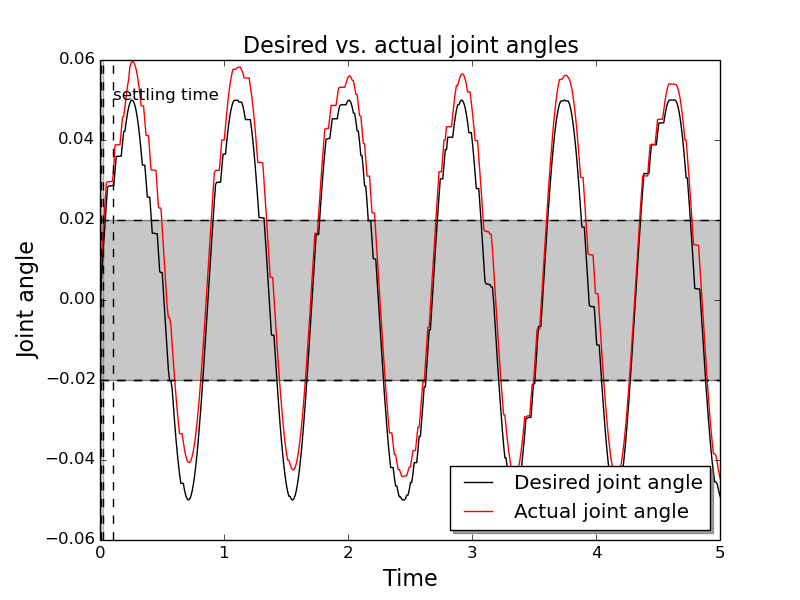 Desired vs. actual joint angles
0.06
settling time
0.04
0.02
0.00
−0.02
−0.04
−0.06
Joint angle
Desired joint angle
Actual joint angle
0 1 2 3 4 5
Time